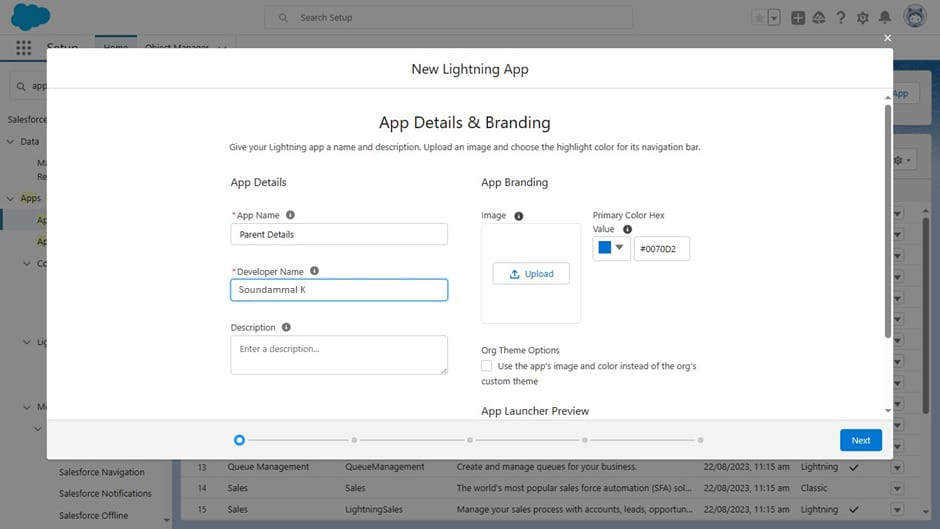 Search Setup
Setup
Home
Object Manager
New Lightning App
app
App
App Details & Branding
Salesforce
Give your Lightning app a name and description. Upload an image and choose the highlight color for its navigation bar.
Data
App Details
App Branding
Apps
*App Name
Image
Primary Color Hex
Value
Parent Details
#0070D2
*Developer Name
Upload
Soundammal K
Description
Enter a description...
Org Theme Options
Use the app's image and color instead of the org's
custom theme
App Launcher Preview
Next
13 Queue Management QueueManagement Create and manage queues for your business. 22/08/2023, 11:15 am Lightning
Salesforce Navigation
14 Sales Sales The world's most popular sales force automation (SFA) sol... 22/08/2023, 11:15 am Classic
Salesforce Notifications
15 Sales LightningSales Manage your sales process with accounts, leads, opportun... 22/08/2023, 11:15 am Lightning
Salesforce Offline